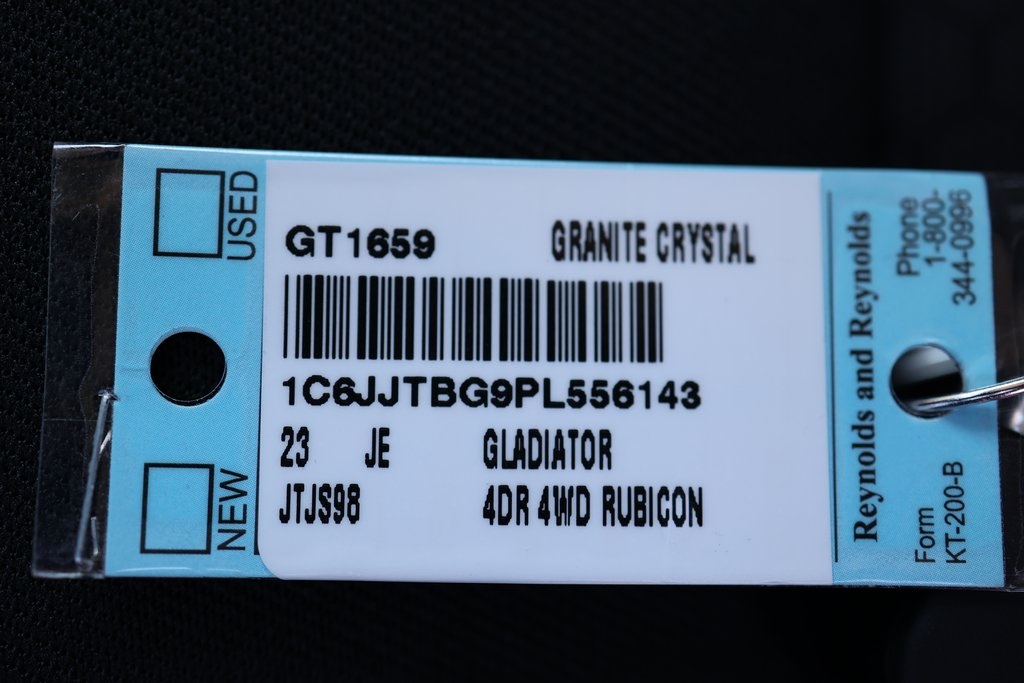 USED
NEW
GT1659 GRANITE CRYSTAL
1C6JJTBG9PL556143
23 JE GLADIATOR
JTJS98 4DR 4WD RUBICON
Reynolds and Reynolds
Phone
1-800-
344-0996
Form
KT-200-B